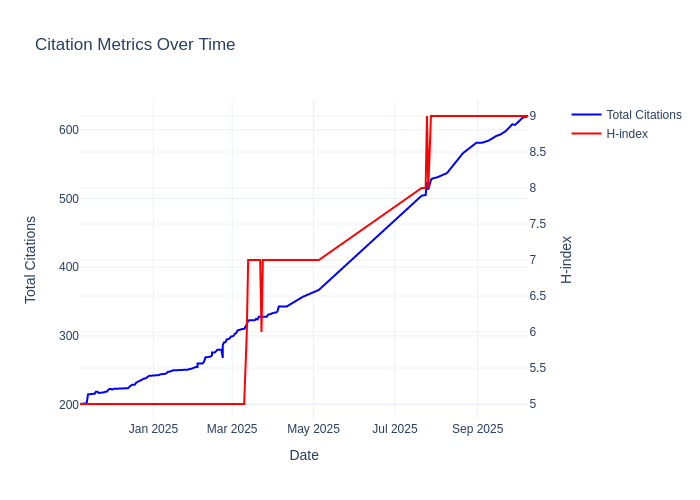 Citation Metrics Over Time
Total Citations
H-index
600
500
400
300
200
9
8.5
8
7.5
7
6.5
6
5.5
5
Total Citations
H-index
Jan 2025
Mar 2025
May 2025
Jul 2025
Sep 2025
Date